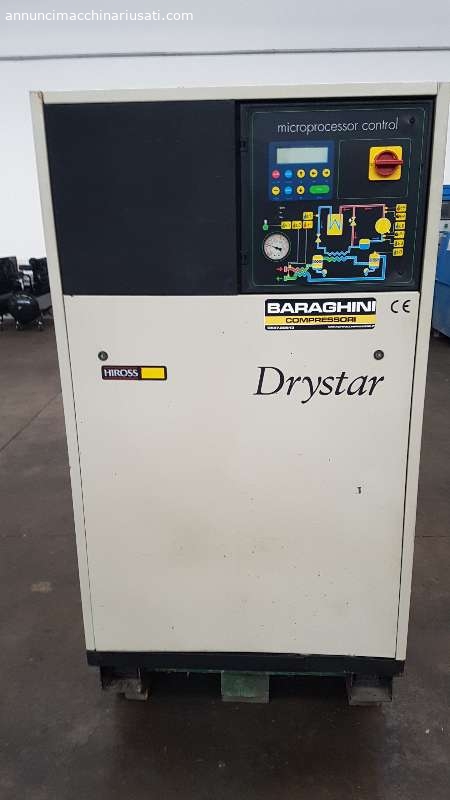 annuncimacchinariusati.com
microprocessor control
BARAGHINI
COMPRESSORI
CE
HIROSS
Drystar